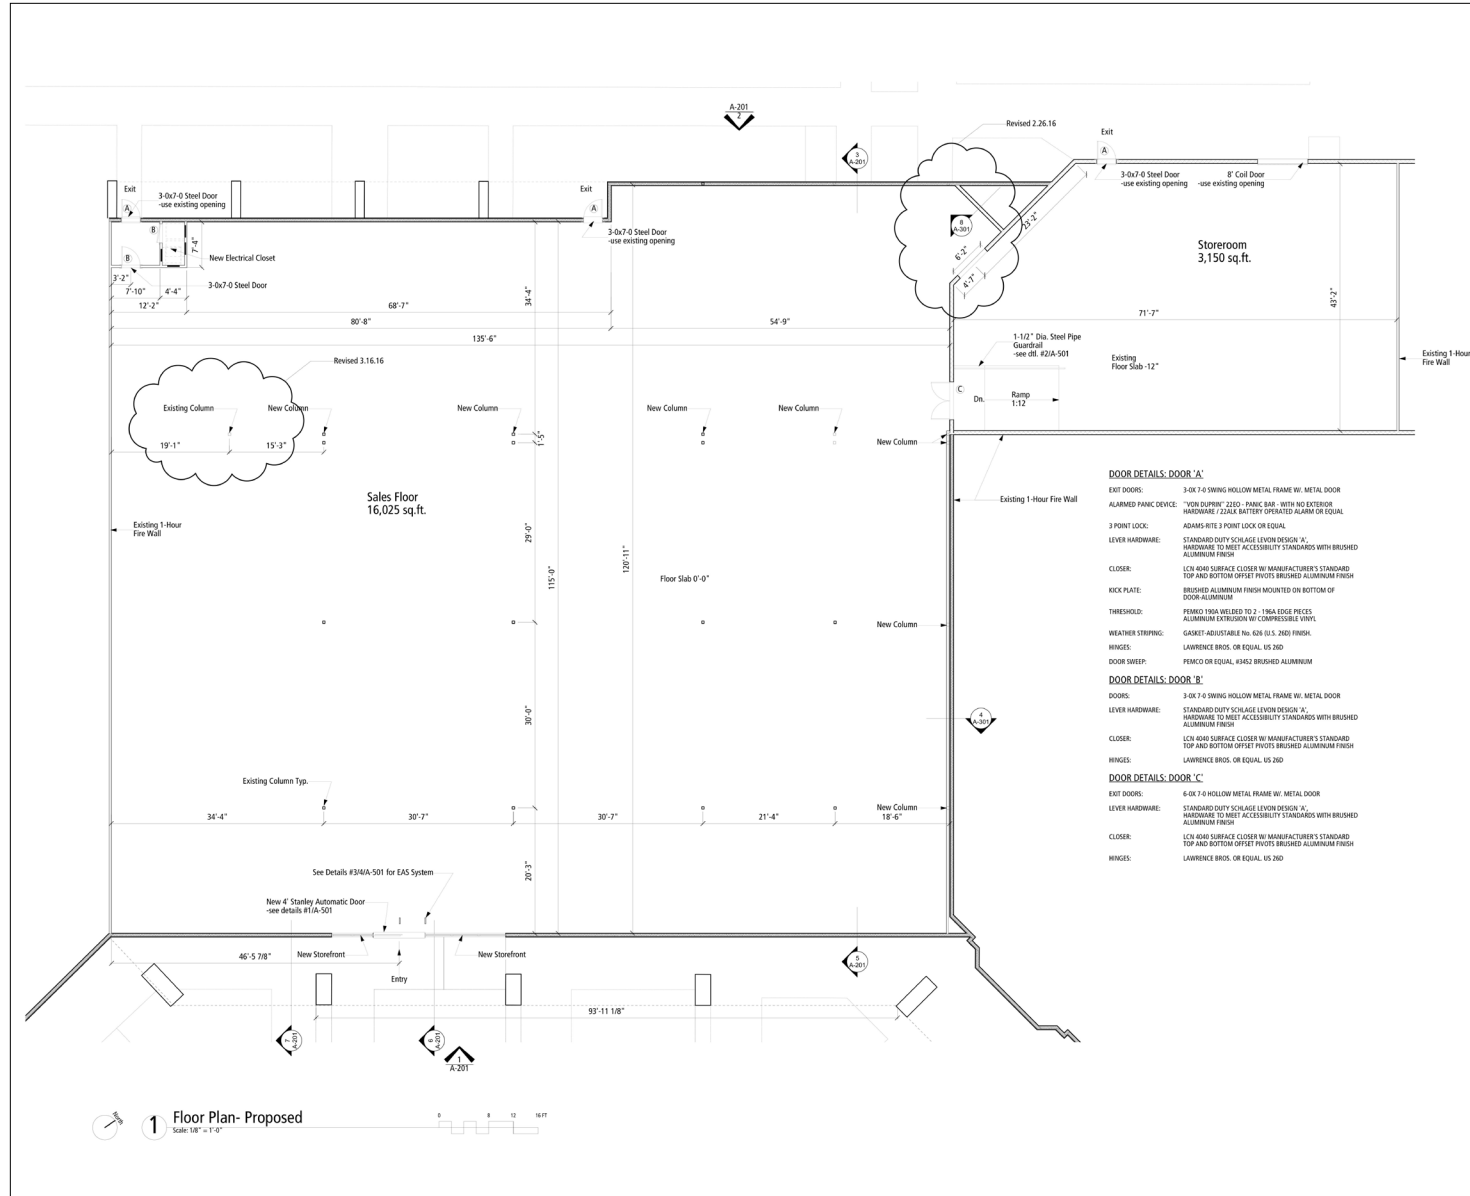 A-201
2
Revised 2.26.16
Exit
A
3
A-201
3-0x7-0 Steel Door
-use existing opening
8' Coil Door
-use existing opening
Exit
3-0x7-0 Steel Door
-use existing opening
A
B
B
7'-4"
New Electrical Closet
3-0x7-0 Steel Door
3'-2"
7'-10"
4'-4"
12'-2"
68'-7"
80'-8"
54'-9"
135'-6"
34'-4"
Exit
A
3-0x7-0 Steel Door
-use existing opening
8
A-301
23'-2"
6'-2"
4'-7"
Storeroom
3,150 sq.ft.
43'-2"
71'-7"
1-1/2" Dia. Steel Pipe
Guardrail
-see dtl. #2/A-501
Existing
Floor Slab -12"
Existing 1-Hour
Fire Wall
C
Dn.
Ramp
1:12
Revised 3.16.16
Existing Column
New Column
New Column
New Column
New Column
New Column
19'-1"
15'-3"
1'-5"
Sales Floor
16,025 sq.ft.
Existing 1-Hour
Fire Wall
Existing 1-Hour Fire Wall
29'-0"
115'-0"
120'-11"
Floor Slab 0'-0"
New Column
30'-0"
4
A-301
Existing Column Typ.
New Column
34'-4"
30'-7"
30'-7"
21'-4"
18'-6"
20'-3"
See Details #3/4/A-501 for EAS System
New 4' Stanley Automatic Door
-see details #1/A-501
New Storefront
New Storefront
46'-5 7/8"
Entry
5
A-201
93'-11 1/8"
7
A-201
6
A-201
1
A-201
DOOR DETAILS: DOOR 'A'
EXIT DOORS: 3-0X 7-0 SWING HOLLOW METAL FRAME W/. METAL DOOR
ALARMED PANIC DEVICE: "VON DUPRIN" 22EO - PANIC BAR - WITH NO EXTERIOR
HARDWARE / 22ALK BATTERY OPERATED ALARM OR EQUAL
3 POINT LOCK: ADAMS-RITE 3 POINT LOCK OR EQUAL
LEVER HARDWARE: STANDARD DUTY SCHLAGE LEVON DESIGN 'A',
HARDWARE TO MEET ACCESSIBILITY STANDARDS WITH BRUSHED
ALUMINUM FINISH
CLOSER: LCN 4040 SURFACE CLOSER W/ MANUFACTURER'S STANDARD
TOP AND BOTTOM OFFSET PIVOTS BRUSHED ALUMINUM FINISH
KICK PLATE: BRUSHED ALUMINUM FINISH MOUNTED ON BOTTOM OF
DOOR-ALUMINUM
THRESHOLD: PEMKO 190A WELDED TO 2 - 196A EDGE PIECES
ALUMINUM EXTRUSION W/ COMPRESSIBLE VINYL
WEATHER STRIPING: GASKET-ADJUSTABLE No. 626 (U.S. 26D) FINISH.
HINGES: LAWRENCE BROS. OR EQUAL. US 26D
DOOR SWEEP: PEMCO OR EQUAL, #3452 BRUSHED ALUMINUM
DOOR DETAILS: DOOR 'B'
DOORS: 3-0X 7-0 SWING HOLLOW METAL FRAME W/. METAL DOOR
LEVER HARDWARE: STANDARD DUTY SCHLAGE LEVON DESIGN 'A',
HARDWARE TO MEET ACCESSIBILITY STANDARDS WITH BRUSHED
ALUMINUM FINISH
CLOSER: LCN 4040 SURFACE CLOSER W/ MANUFACTURER'S STANDARD
TOP AND BOTTOM OFFSET PIVOTS BRUSHED ALUMINUM FINISH
HINGES: LAWRENCE BROS. OR EQUAL. US 26D
DOOR DETAILS: DOOR 'C'
EXIT DOORS: 6-0X 7-0 HOLLOW METAL FRAME W/. METAL DOOR
LEVER HARDWARE: STANDARD DUTY SCHLAGE LEVON DESIGN 'A',
HARDWARE TO MEET ACCESSIBILITY STANDARDS WITH BRUSHED
ALUMINUM FINISH
CLOSER: LCN 4040 SURFACE CLOSER W/ MANUFACTURER'S STANDARD
TOP AND BOTTOM OFFSET PIVOTS BRUSHED ALUMINUM FINISH
HINGES: LAWRENCE BROS. OR EQUAL. US 26D
North
1
Floor Plan- Proposed
Scale: 1/8" = 1'-0"
0 8 12 16 FT